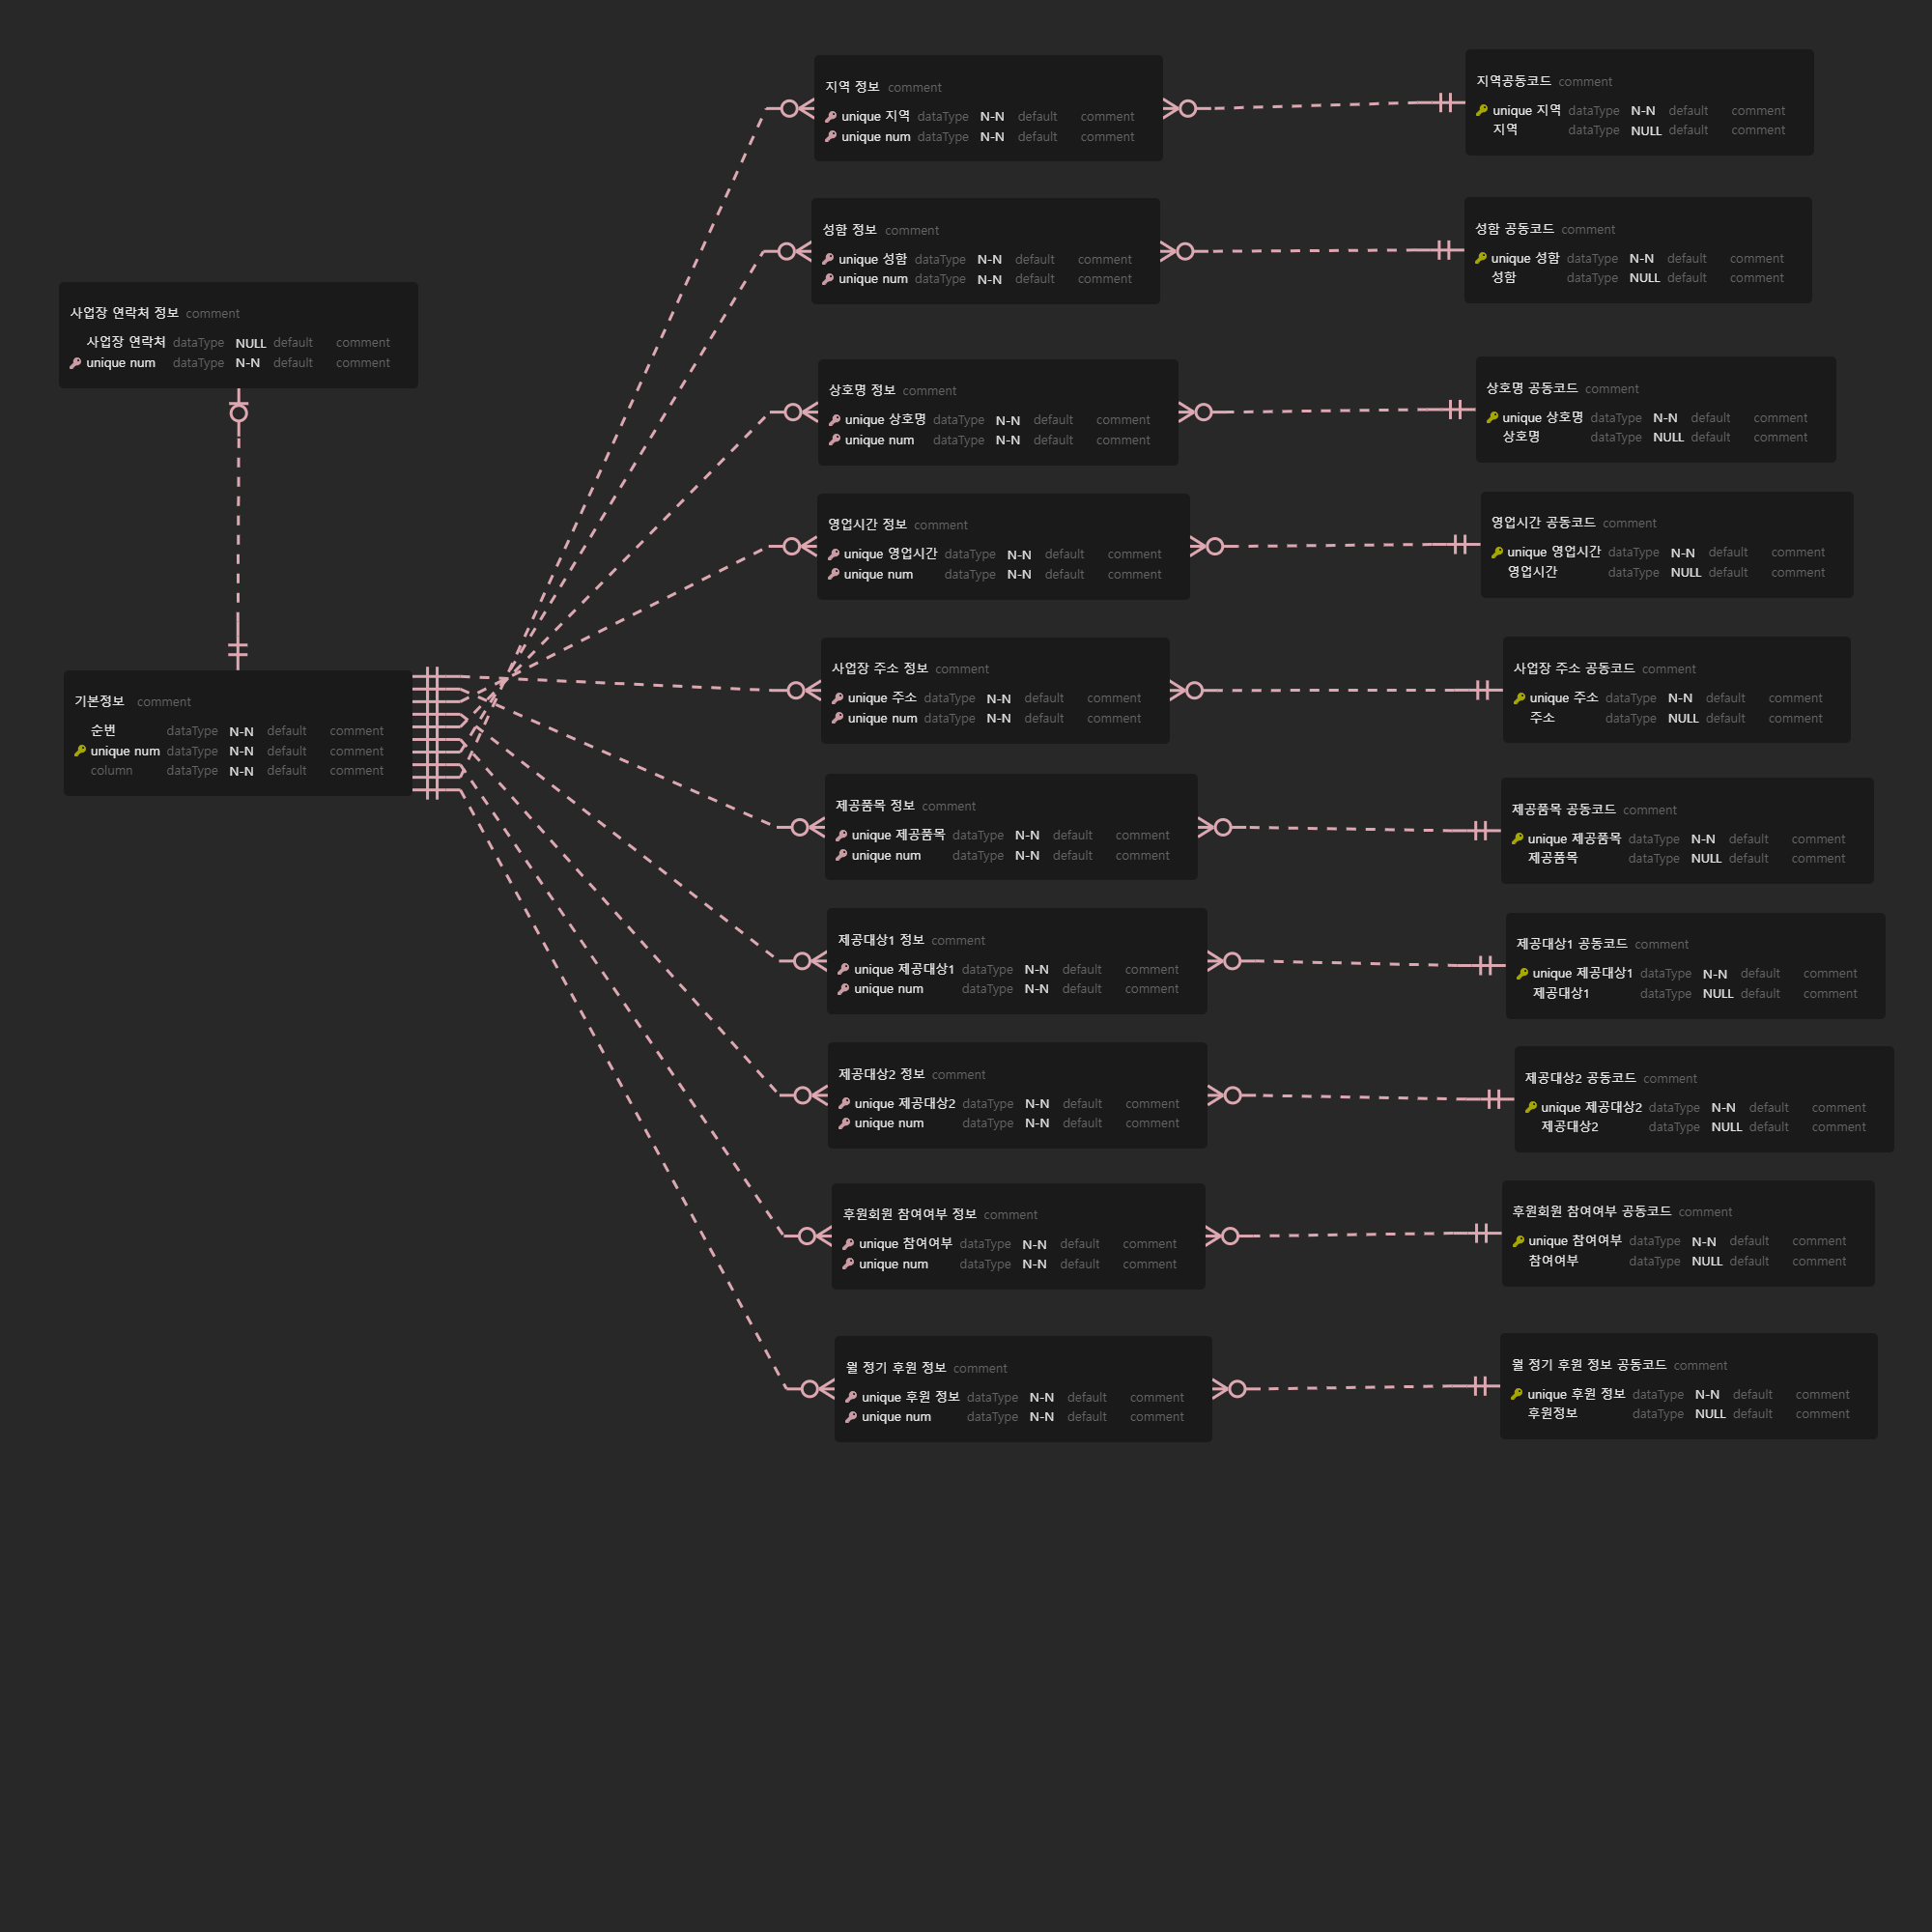 사업장 연락처 정보 comment
사업장 연락처 dataType NULL default comment
unique num dataType N-N default comment
기본정보 comment
순번 dataType N-N default comment
unique num dataType N-N default comment
column dataType N-N default comment
지역 정보 comment
unique 지역 dataType N-N default comment
unique num dataType N-N default comment
지역공동코드 comment
unique 지역 dataType N-N default comment
지역 dataType NULL default comment
성함 정보 comment
unique 성함 dataType N-N default comment
unique num dataType N-N default comment
성함 공동코드 comment
unique 성함 dataType N-N default comment
성함 dataType NULL default comment
상호명 정보 comment
unique 상호명 dataType N-N default comment
unique num dataType N-N default comment
상호명 공동코드 comment
unique 상호명 dataType N-N default comment
상호명 dataType NULL default comment
영업시간 정보 comment
unique 영업시간 dataType N-N default comment
unique num dataType N-N default comment
영업시간 공동코드 comment
unique 영업시간 dataType N-N default comment
영업시간 dataType NULL default comment
사업장 주소 정보 comment
unique 주소 dataType N-N default comment
unique num dataType N-N default comment
사업장 주소 공동코드 comment
unique 주소 dataType N-N default comment
주소 dataType NULL default comment
제공품목 정보 comment
unique 제공품목 dataType N-N default comment
unique num dataType N-N default comment
제공품목 공동코드 comment
unique 제공품목 dataType N-N default comment
제공품목 dataType NULL default comment
제공대상1 정보 comment
unique 제공대상1 dataType N-N default comment
unique num dataType N-N default comment
제공대상1 공동코드 comment
unique 제공대상1 dataType N-N default comment
제공대상1 dataType NULL default comment
제공대상2 정보 comment
unique 제공대상2 dataType N-N default comment
unique num dataType N-N default comment
제공대상2 공동코드 comment
unique 제공대상2 dataType N-N default comment
제공대상2 dataType NULL default comment
후원회원 참여여부 정보 comment
unique 참여여부 dataType N-N default comment
unique num dataType N-N default comment
후원회원 참여여부 공동코드 comment
unique 참여여부 dataType N-N default comment
참여여부 dataType NULL default comment
월 정기 후원 정보 comment
unique 후원 정보 dataType N-N default comment
unique num dataType N-N default comment
월 정기 후원 정보 공동코드 comment
unique 후원 정보 dataType N-N default comment
후원정보 dataType NULL default comment